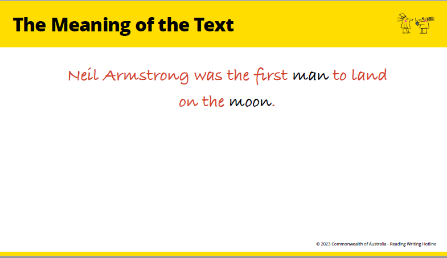 The Meaning of the Text
Neil Armstrong was the first man to land
on the moon.
© 2023 Commonwealth of Australia - Reading Writing Hotline